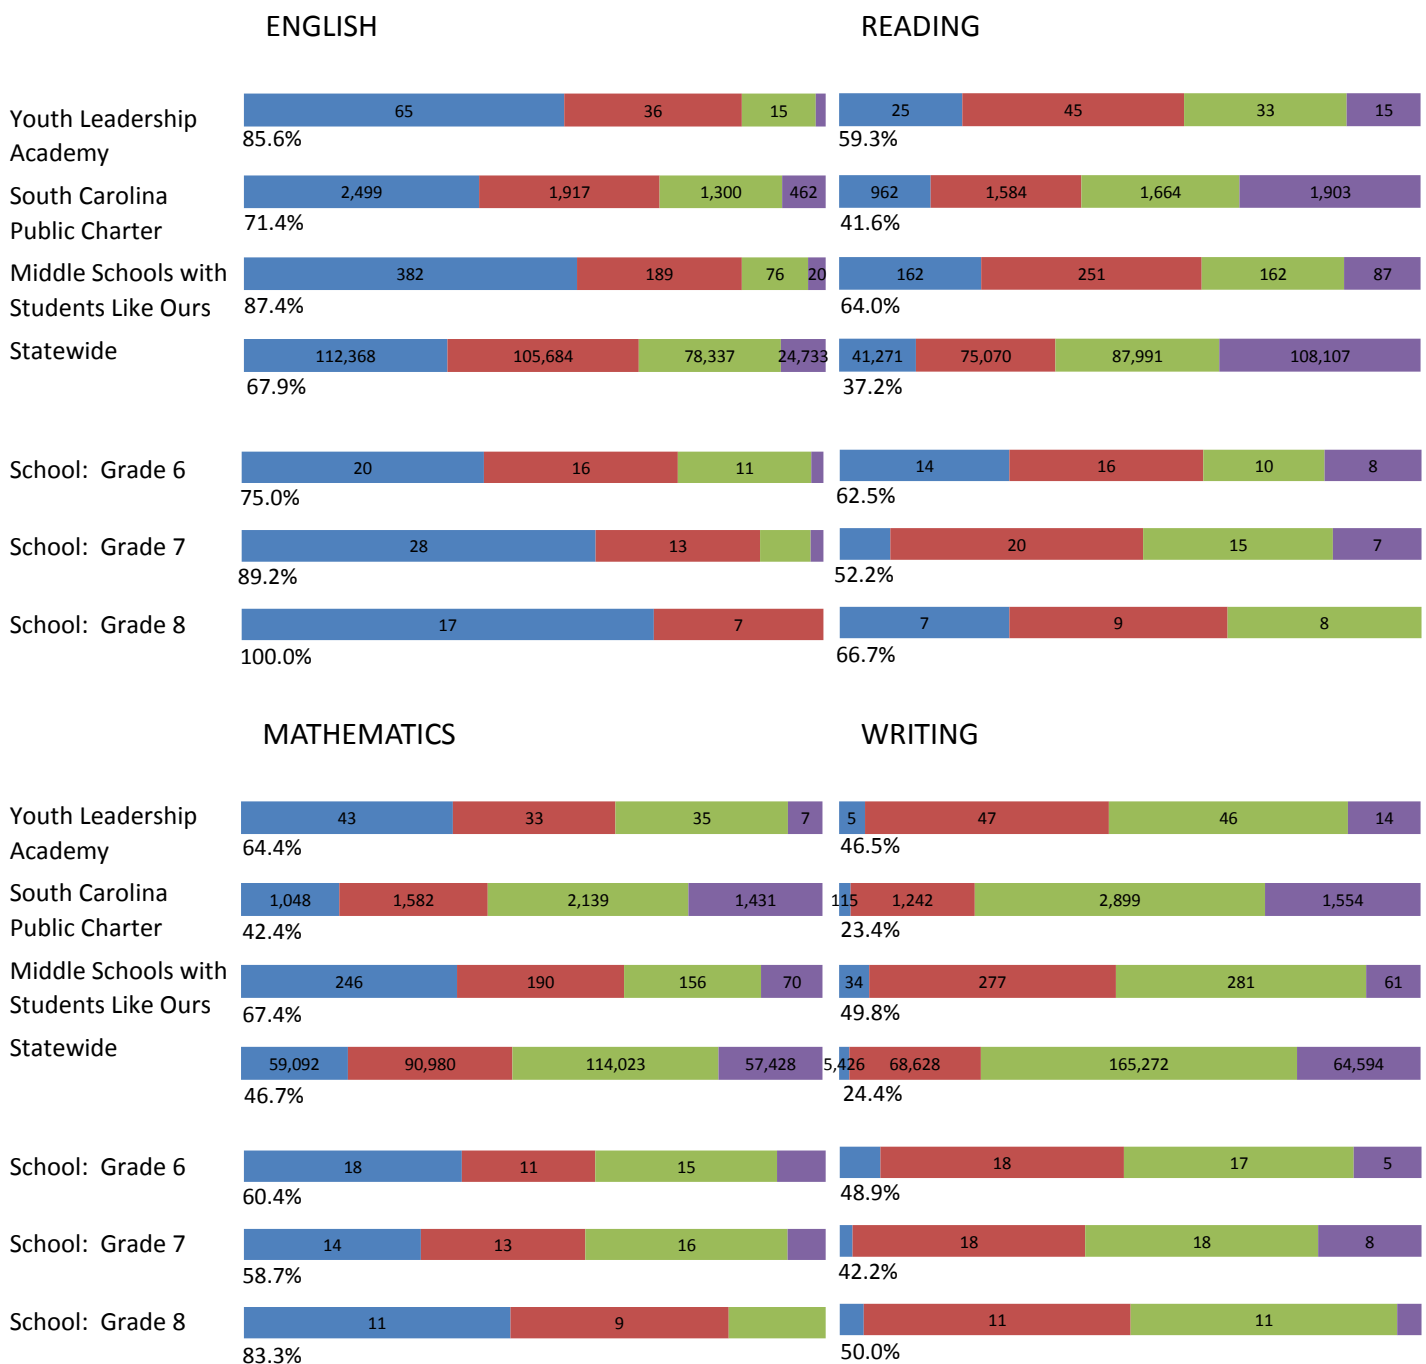 ENGLISH
READING
Youth Leadership
Academy
65 36 15
85.6%
25 45 33 15
59.3%
South Carolina
Public Charter
2,499 1,917 1,300 462
71.4%
962 1,584 1,664 1,903
41.6%
Middle Schools with
Students Like Ours
382 189 76 20
87.4%
162 251 162 87
64.0%
Statewide
112,368 105,684 78,337 24,733
67.9%
41,271 75,070 87,991 108,107
37.2%
School: Grade 6
20 16 11
75.0%
14 16 10 8
62.5%
School: Grade 7
28 13
89.2%
20 15 7
52.2%
School: Grade 8
17 7
100.0%
7 9 8
66.7%
MATHEMATICS
WRITING
Youth Leadership
Academy
43 33 35 7
64.4%
5 47 46 14
46.5%
South Carolina
Public Charter
1,048 1,582 2,139 1,431
42.4%
115 1,242 2,899 1,554
23.4%
Middle Schools with
Students Like Ours
246 190 156 70
67.4%
34 277 281 61
49.8%
Statewide
59,092 90,980 114,023 57,428
46.7%
5,426 68,628 165,272 64,594
24.4%
School: Grade 6
18 11 15
60.4%
18 17 5
48.9%
School: Grade 7
14 13 16
58.7%
18 18 8
42.2%
School: Grade 8
11 9
83.3%
11 11
50.0%